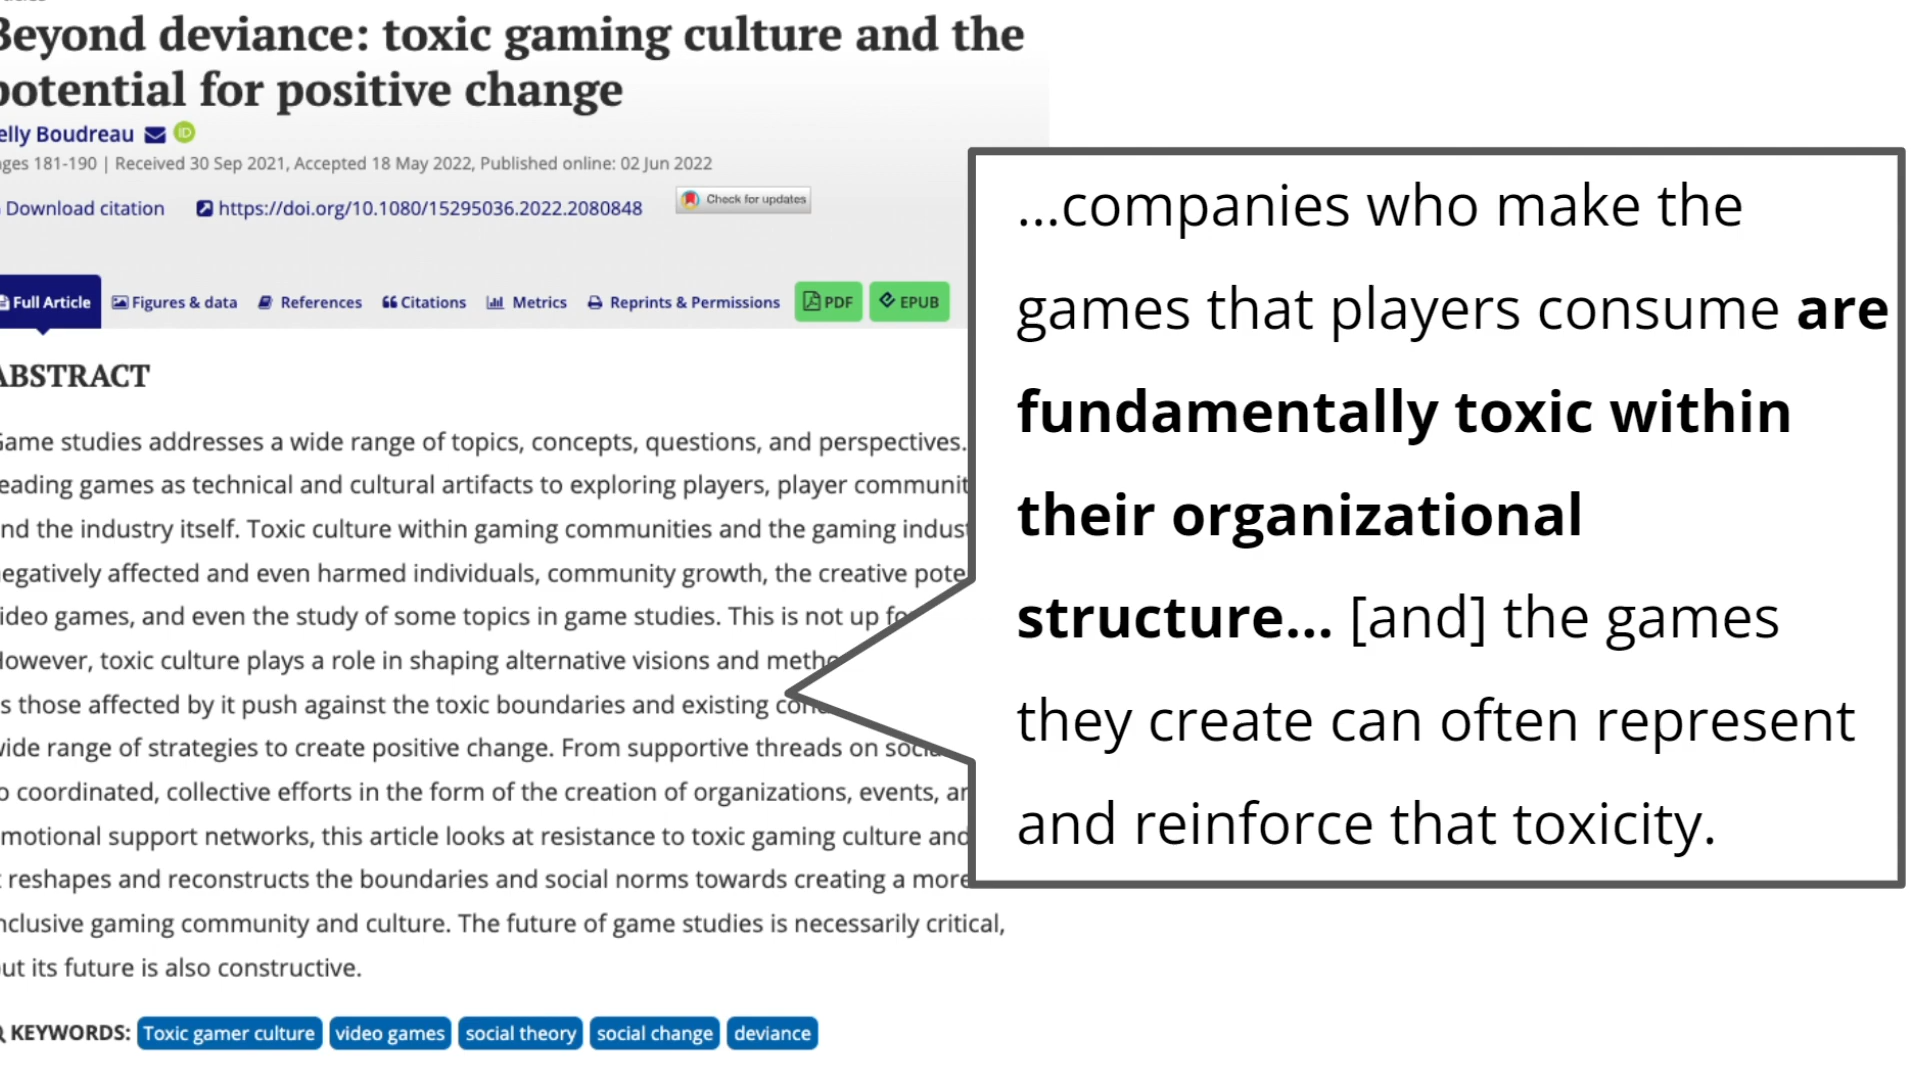 Beyond deviance: toxic gaming culture and the
potential for positive change
elly Boudreau
ges 181-190 | Received 30 Sep 2021, Accepted 18 May 2022, Published online: 02 Jun 2022
Download citation https://doi.org/10.1080/15295036.2022.2080848 Check for updates
Full Article Figures & data References Citations Metrics Reprints & Permissions PDF EPUB
ABSTRACT
Game studies addresses a wide range of topics, concepts, questions, and perspectives.
eading games as technical and cultural artifacts to exploring players, player communit
nd the industry itself. Toxic culture within gaming communities and the gaming indust
negatively affected and even harmed individuals, community growth, the creative pote
ideo games, and even the study of some topics in game studies. This is not up fo
However, toxic culture plays a role in shaping alternative visions and metho
s those affected by it push against the toxic boundaries and existing con
wide range of strategies to create positive change. From supportive threads on socia
o coordinated, collective efforts in the form of the creation of organizations, events, an
motional support networks, this article looks at resistance to toxic gaming culture and
t reshapes and reconstructs the boundaries and social norms towards creating a more
nclusive gaming community and culture. The future of game studies is necessarily critical,
but its future is also constructive.
KEYWORDS: Toxic gamer culture video games social theory social change deviance
...companies who make the
games that players consume are
fundamentally toxic within
their organizational
structure... [and] the games
they create can often represent
and reinforce that toxicity.